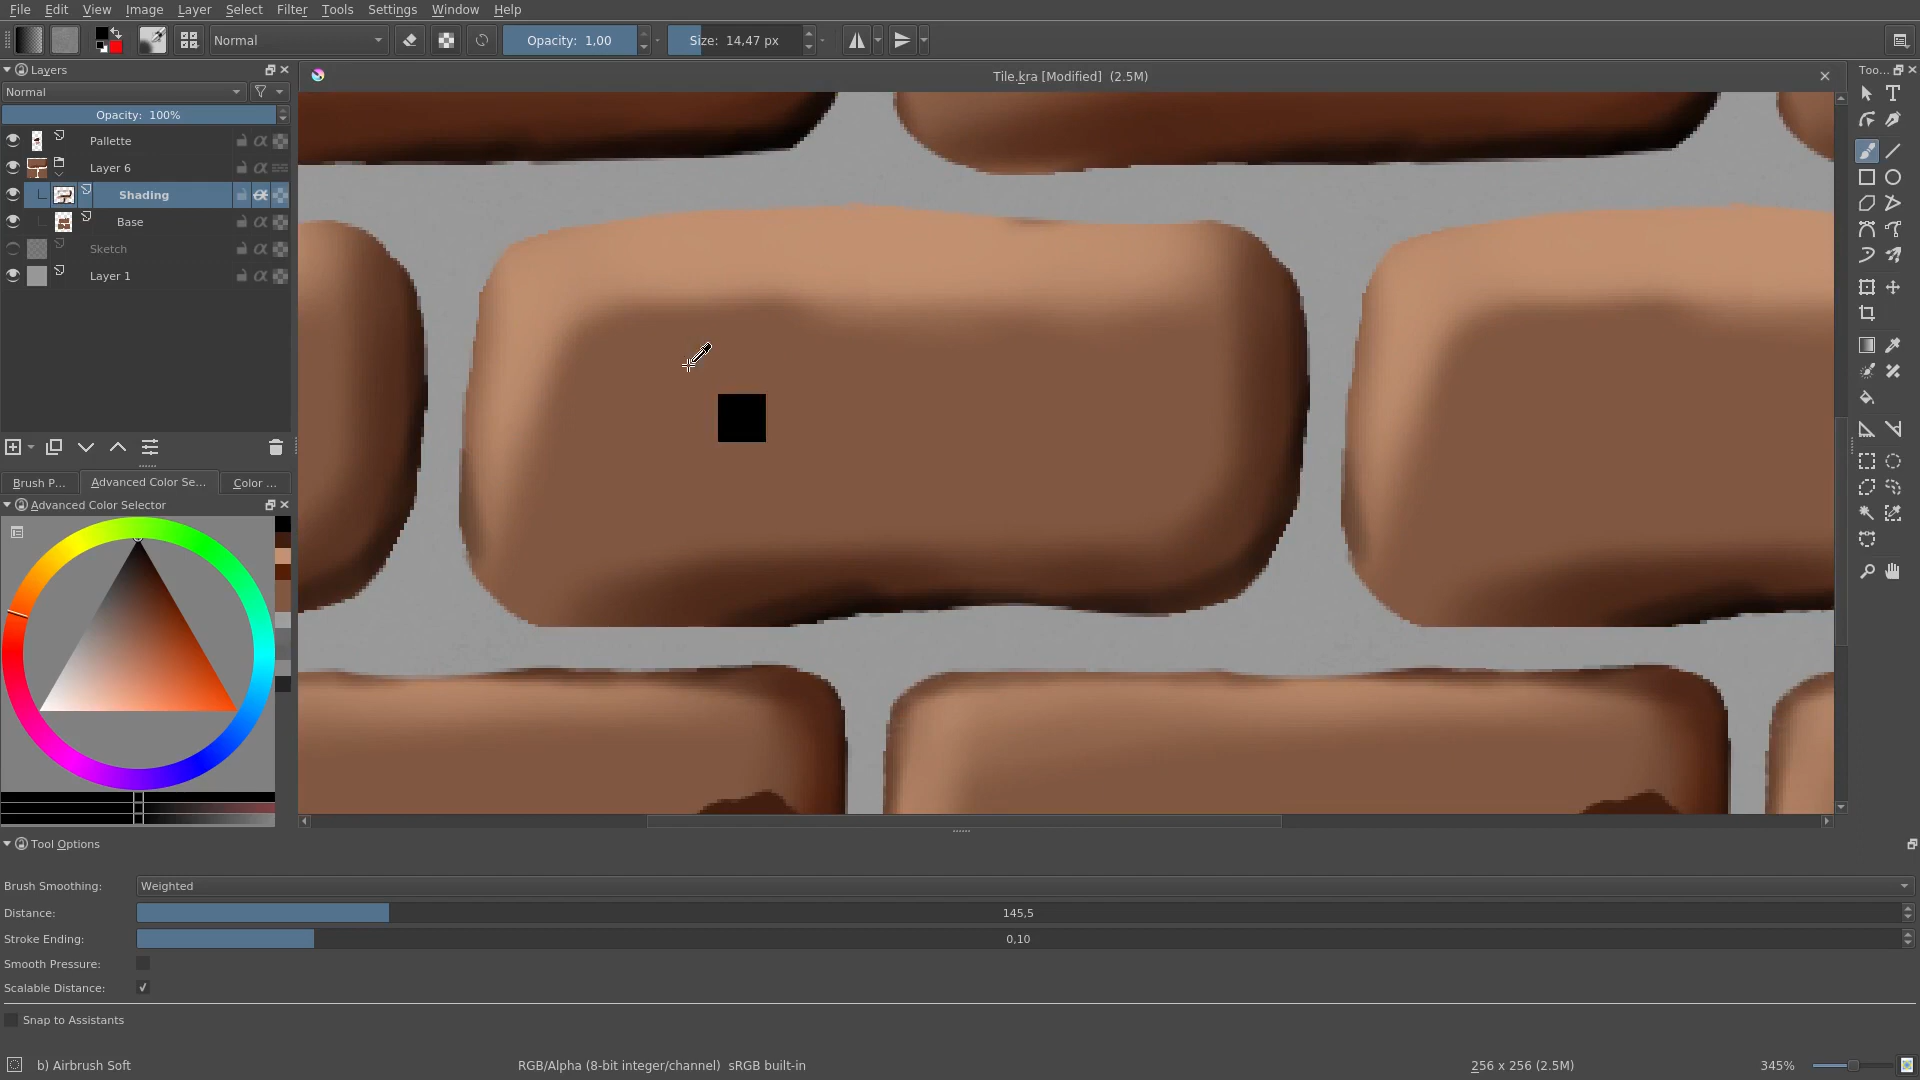 File Edit View Image Layer Select Filter Tools Settings Window Help
Normal
Opacity: 1,00
Size: 14,47 px
Layers
Normal
Opacity: 100%
Pallette
Layer 6
Shading
Base
Sketch
Layer 1
Tile.kra [Modified] (2.5M)
Too...
Brush P...
Advanced Color Se...
Color ...
Advanced Color Selector
Tool Options
Brush Smoothing: Weighted
Distance: 145,5
Stroke Ending: 0,10
Smooth Pressure:
Scalable Distance:
Snap to Assistants
b) Airbrush Soft
RGB/Alpha (8-bit integer/channel) sRGB built-in
256 x 256 (2.5M)
345%